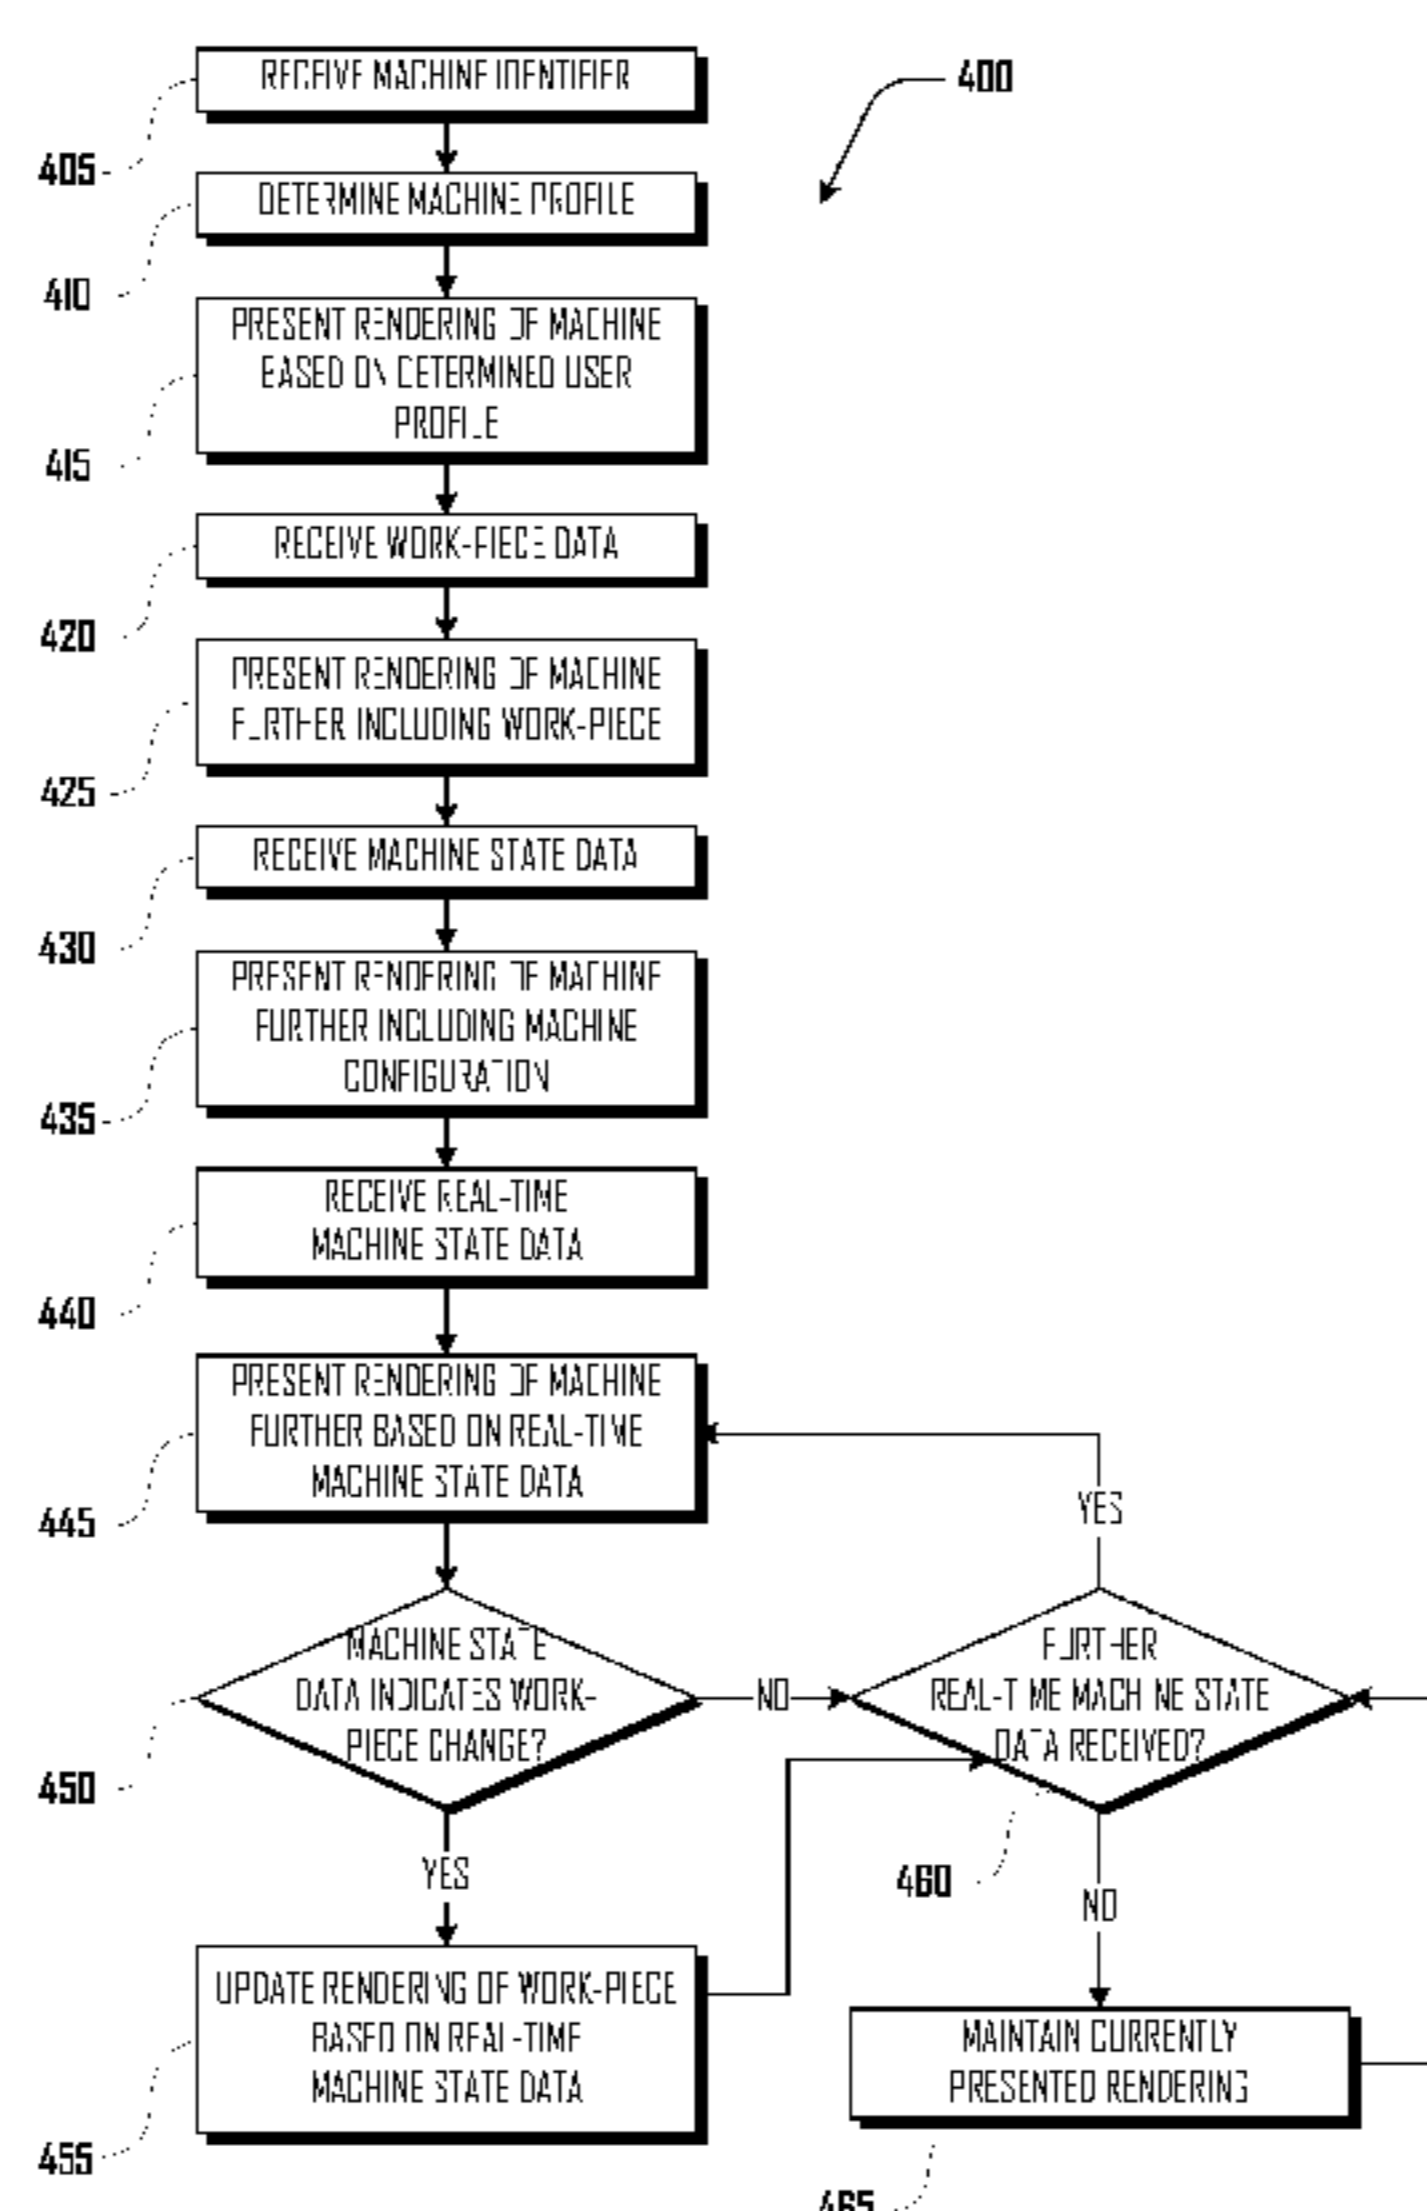 RECEIVE MACHINE IDENTIFIER
400
405
DETERMINE MACHINE PROFILE
410
PRESENT RENDERING OF MACHINE
BASED ON DETERMINED USER
PROFILE
415
RECEIVE WORK-PIECE DATA
420
PRESENT RENDERING OF MACHINE
FURTHER INCLUDING WORK-PIECE
425
RECEIVE MACHINE STATE DATA
430
PRESENT RENDERING OF MACHINE
FURTHER INCLUDING MACHINE
CONFIGURATION
435
RECEIVE REAL-TIME
MACHINE STATE DATA
440
PRESENT RENDERING OF MACHINE
FURTHER BASED ON REAL-TIME
MACHINE STATE DATA
445
YES
MACHINE STATE
DATA INDICATES WORK-
PIECE CHANGE?
450
NO
FURTHER
REAL-TIME MACHINE STATE
DATA RECEIVED?
460
YES
NO
UPDATE RENDERING OF WORK-PIECE
BASED ON REAL-TIME
MACHINE STATE DATA
455
MAINTAIN CURRENTLY
PRESENTED RENDERING
465